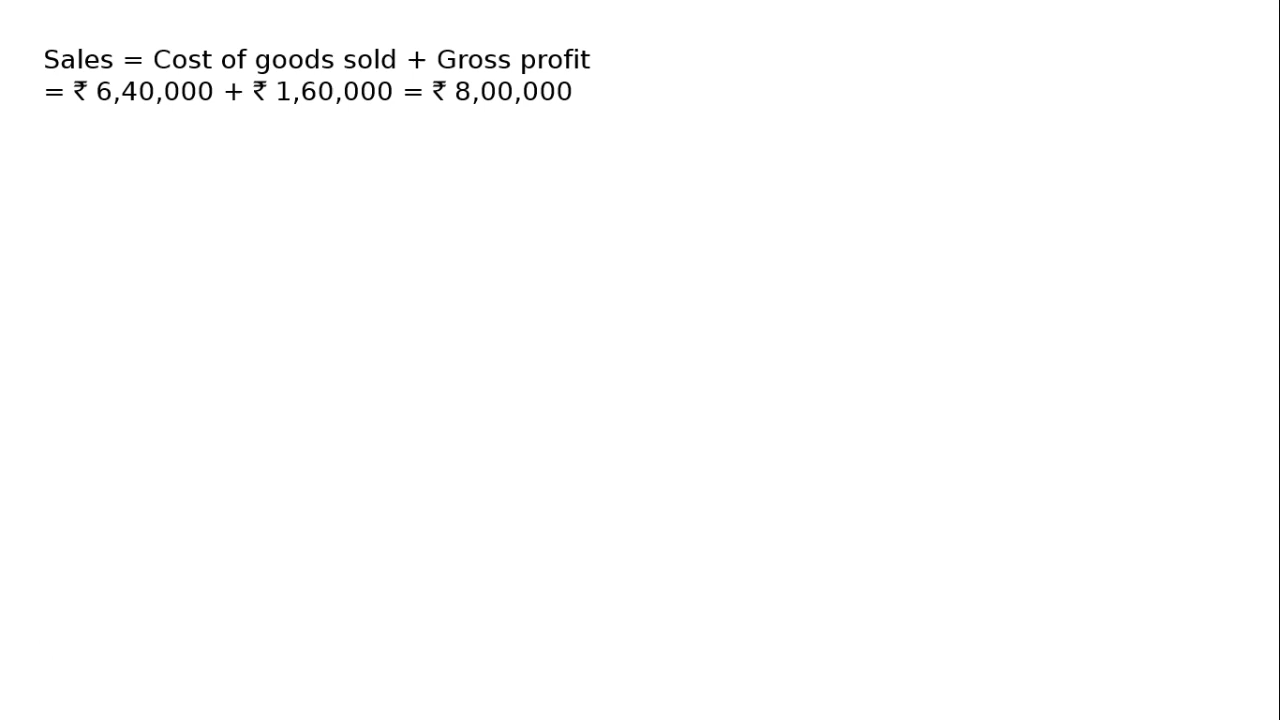 Sales = Cost of goods sold + Gross profit
= ₹ 6,40,000 + ₹ 1,60,000 = ₹ 8,00,000